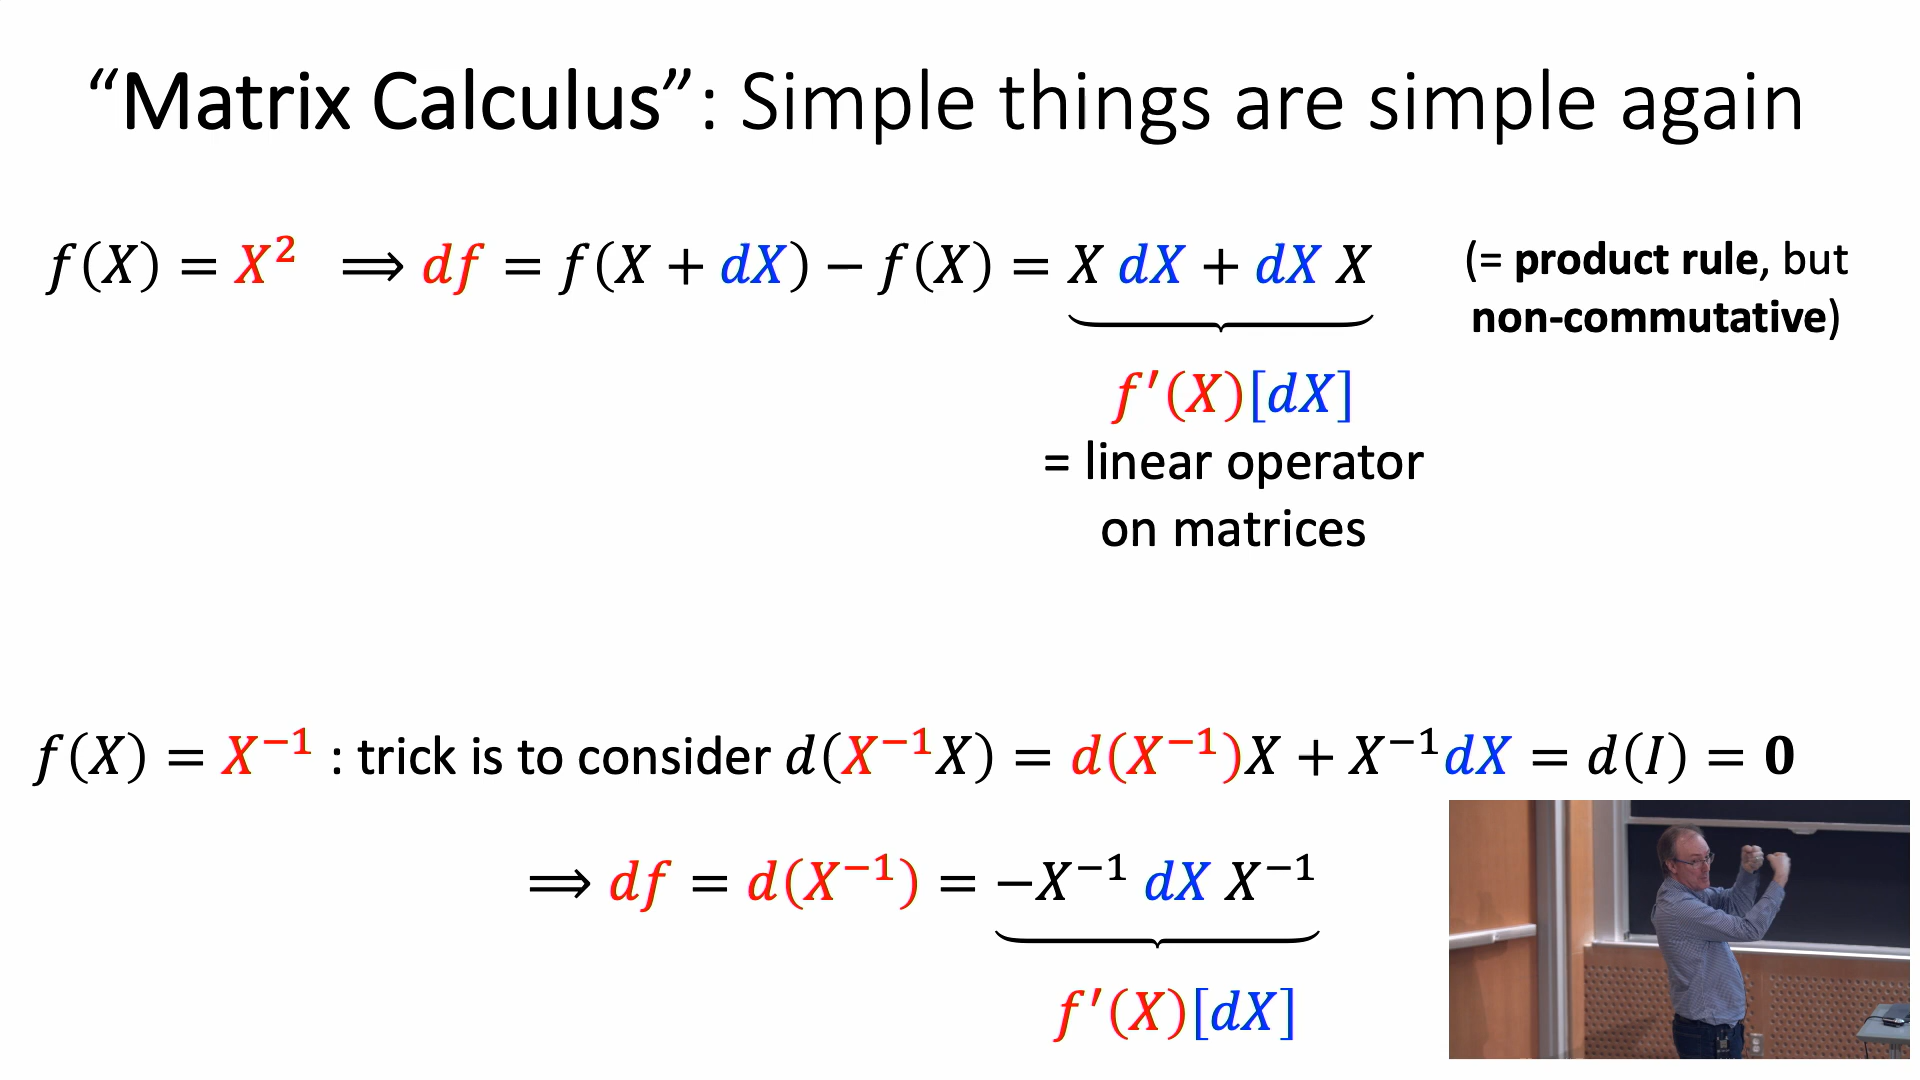 “Matrix Calculus”: Simple things are simple again
f(X) = X² ⟹ df = f(X + dX) − f(X) = X dX + dX X
(= product rule, but
non-commutative)
f′(X)[dX]
= linear operator
on matrices
f(X) = X⁻¹ : trick is to consider d(X⁻¹X) = d(X⁻¹)X + X⁻¹dX = d(I) = 0
⟹ df = d(X⁻¹) = −X⁻¹ dX X⁻¹
f′(X)[dX]